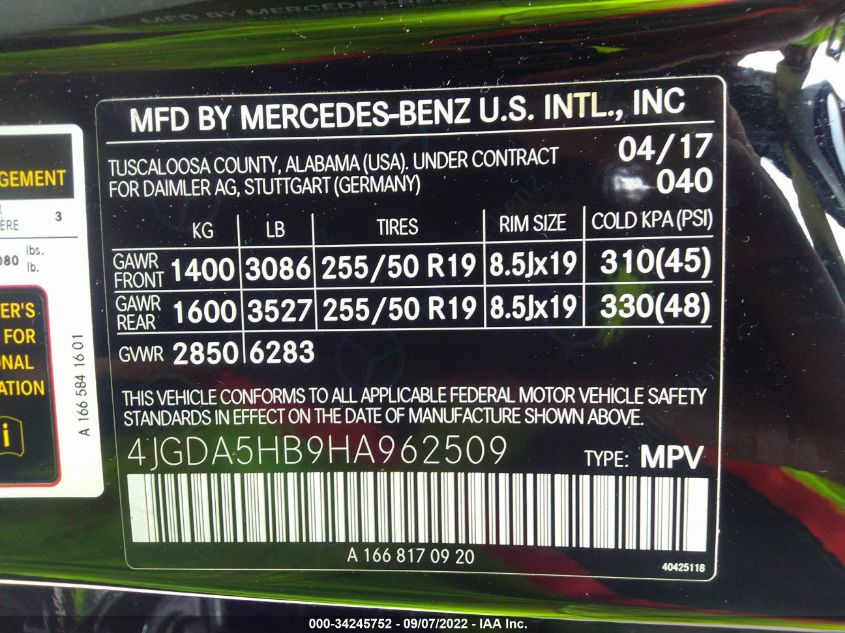 MFD BY MERCEDES-BENZ U.S. INTL., INC
TUSCALOOSA COUNTY, ALABAMA (USA). UNDER CONTRACT
FOR DAIMLER AG, STUTTGART (GERMANY)
04/17
040
KG LB TIRES RIM SIZE COLD KPA (PSI)
GAWR FRONT 1400 3086 255/50 R19 8.5Jx19 310(45)
GAWR REAR 1600 3527 255/50 R19 8.5Jx19 330(48)
GVWR 2850 6283
THIS VEHICLE CONFORMS TO ALL APPLICABLE FEDERAL MOTOR VEHICLE SAFETY
STANDARDS IN EFFECT ON THE DATE OF MANUFACTURE SHOWN ABOVE.
4JGDA5HB9HA962509 TYPE: MPV
A 166 817 09 20
40425118
GEMENT
3
ÈRE
080 lbs.
lb.
ER'S
FOR
ONAL
ATION
i
A 166 584 16 01
000-34245752 - 09/07/2022 - IAA Inc.